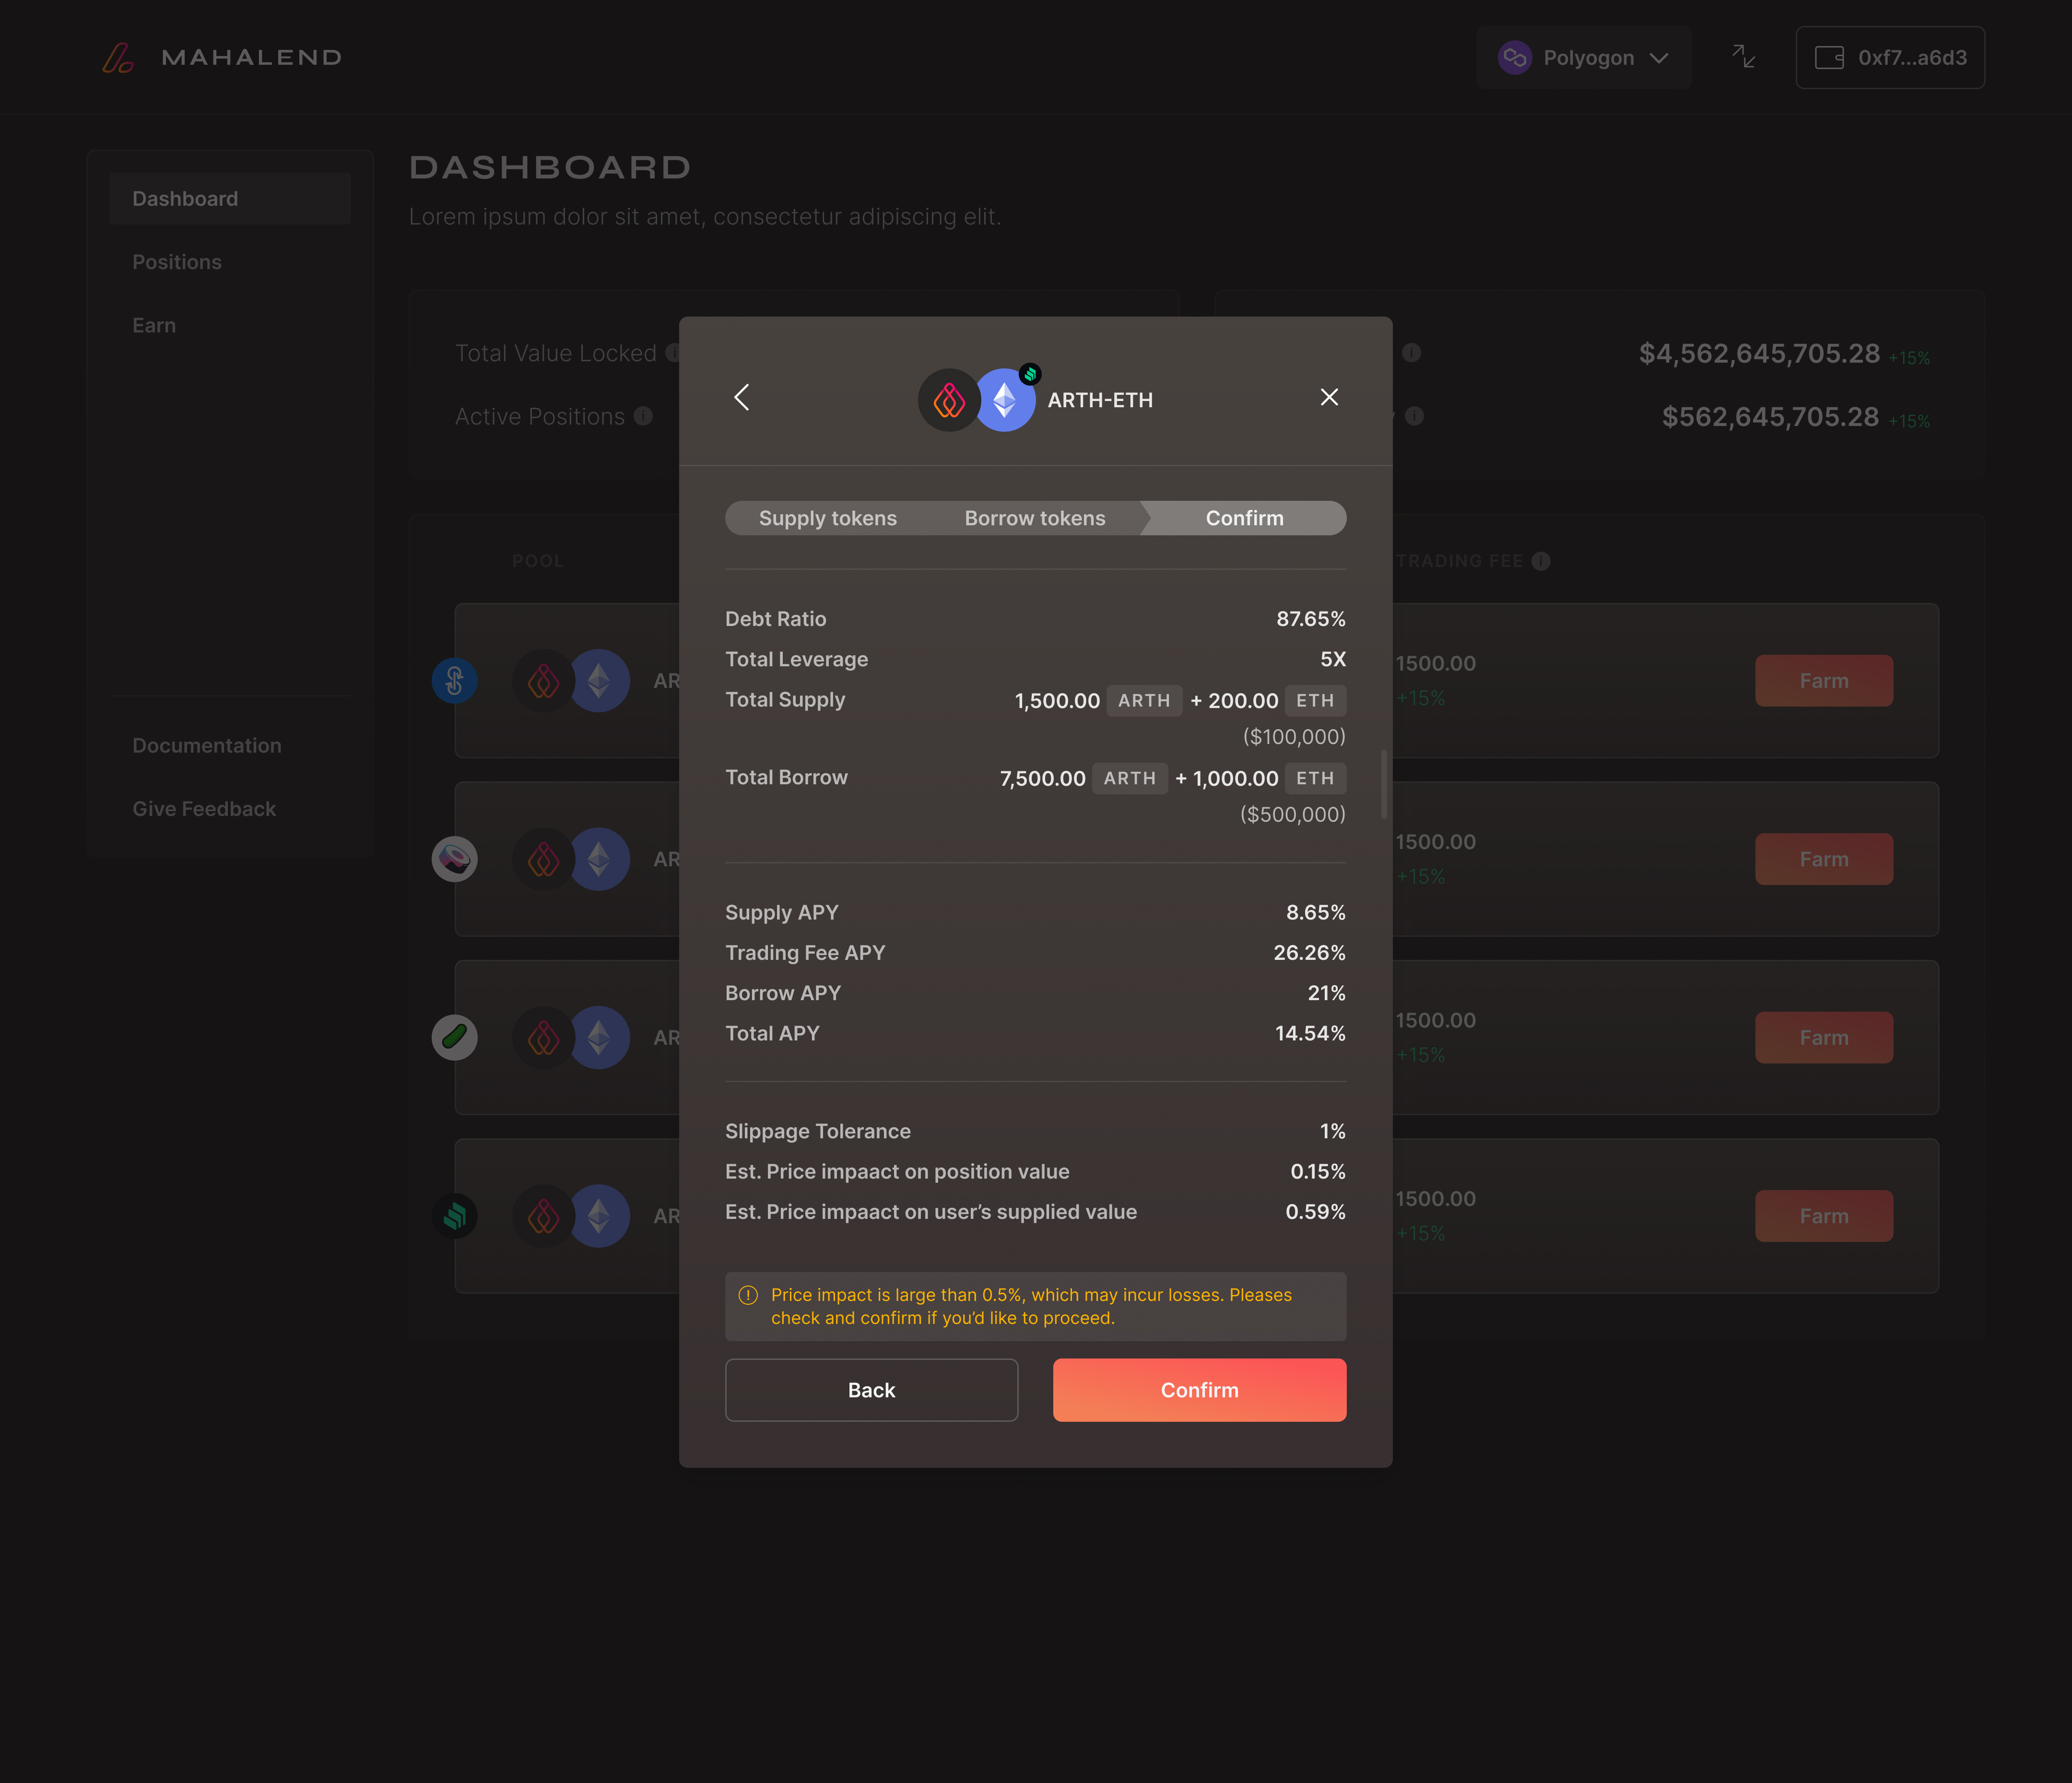 MAHALEND
Polyogon
0xf7...a6d3
Dashboard
Positions
Earn
Documentation
Give Feedback
DASHBOARD
Lorem ipsum dolor sit amet, consectetur adipiscing elit.
Total Value Locked
Active Positions
$4,562,645,705.28 +15%
$562,645,705.28 +15%
POOL
TRADING FEE
AR
1500.00
+15%
Farm
AR
1500.00
+15%
Farm
AR
1500.00
+15%
Farm
AR
1500.00
+15%
Farm
ARTH-ETH
Supply tokens Borrow tokens Confirm
Debt Ratio 87.65%
Total Leverage 5X
Total Supply 1,500.00 ARTH + 200.00 ETH
($100,000)
Total Borrow 7,500.00 ARTH + 1,000.00 ETH
($500,000)
Supply APY 8.65%
Trading Fee APY 26.26%
Borrow APY 21%
Total APY 14.54%
Slippage Tolerance 1%
Est. Price impaact on position value 0.15%
Est. Price impaact on user’s supplied value 0.59%
Price impact is large than 0.5%, which may incur losses. Pleases
check and confirm if you’d like to proceed.
Back Confirm